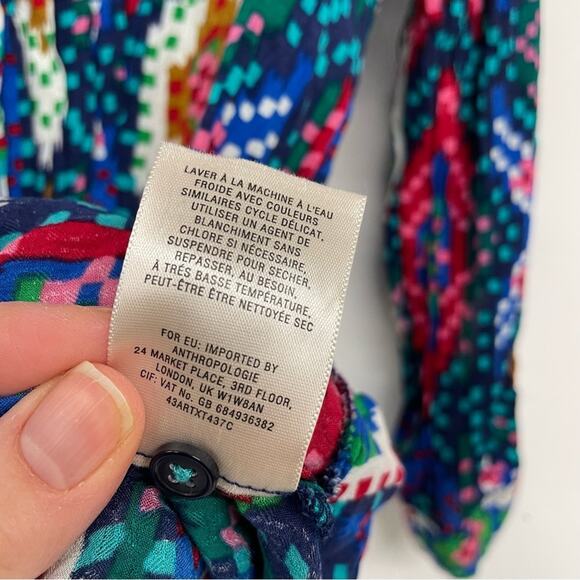 LAVER À LA MACHINE À L'EAU
FROIDE AVEC COULEURS
SIMILAIRES CYCLE DÉLICAT.
UTILISER UN AGENT DE
BLANCHIMENT SANS
CHLORE SI NÉCESSAIRE,
SUSPENDRE POUR SÉCHER.
REPASSER, AU BESOIN,
À TRÉS BASSE TEMPÉRATURE.
PEUT-ÊTRE ÊTRE NETTOYÉE SEC
FOR EU: IMPORTED BY
ANTHROPOLOGIE
24 MARKET PLACE, 3RD FLOOR,
LONDON, UK W1W8AN
CIF: VAT No. GB 684936382
43ARTXT437C